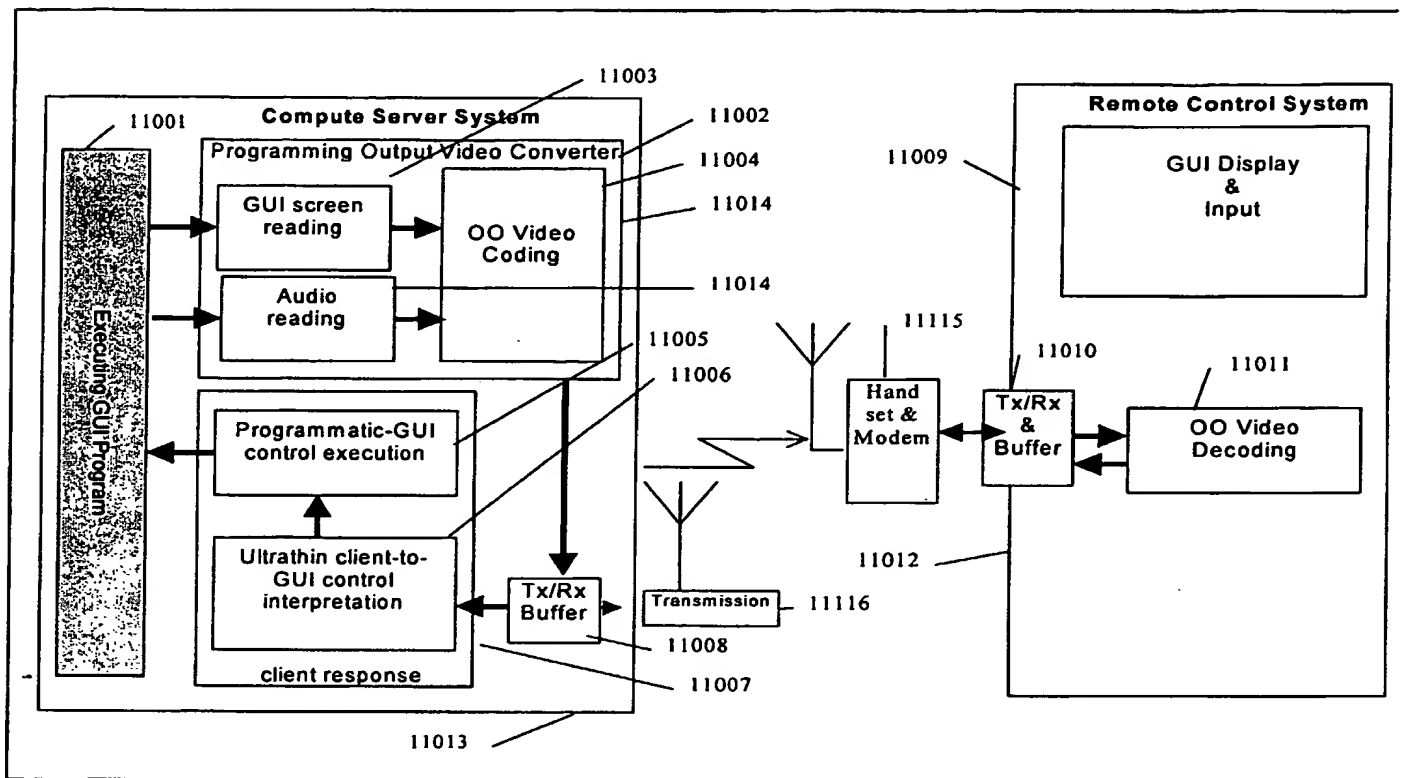 11003
Compute Server System
Remote Control System
11001
11002
Programming Output Video Converter
11004
11009
GUI Display
&
Input
GUI screen
reading
11014
OO Video
Coding
Audio
reading
11014
11005
11115
11010
11011
11006
Executing GUI Program
Programmatic-GUI
control execution
Hand
set &
Modem
Tx/Rx
&
Buffer
OO Video
Decoding
Ultrathin client-to-
GUI control
interpretation
11012
Tx/Rx
Buffer
Transmission
11116
11008
client response
11007
11013